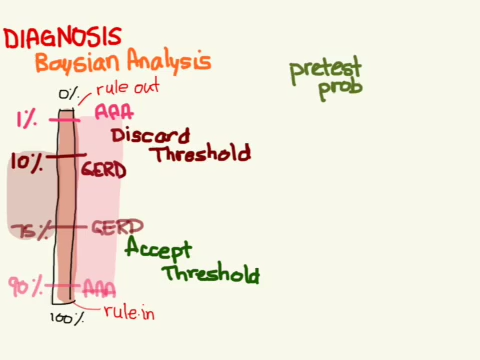 DIAGNOSIS
Baysian Analysis
pretest
prob
0%
rule out
1%
AAA
Discard
Threshold
10%
GERD
75%
GERD
Accept
Threshold
90%
AAA
rule in
100%